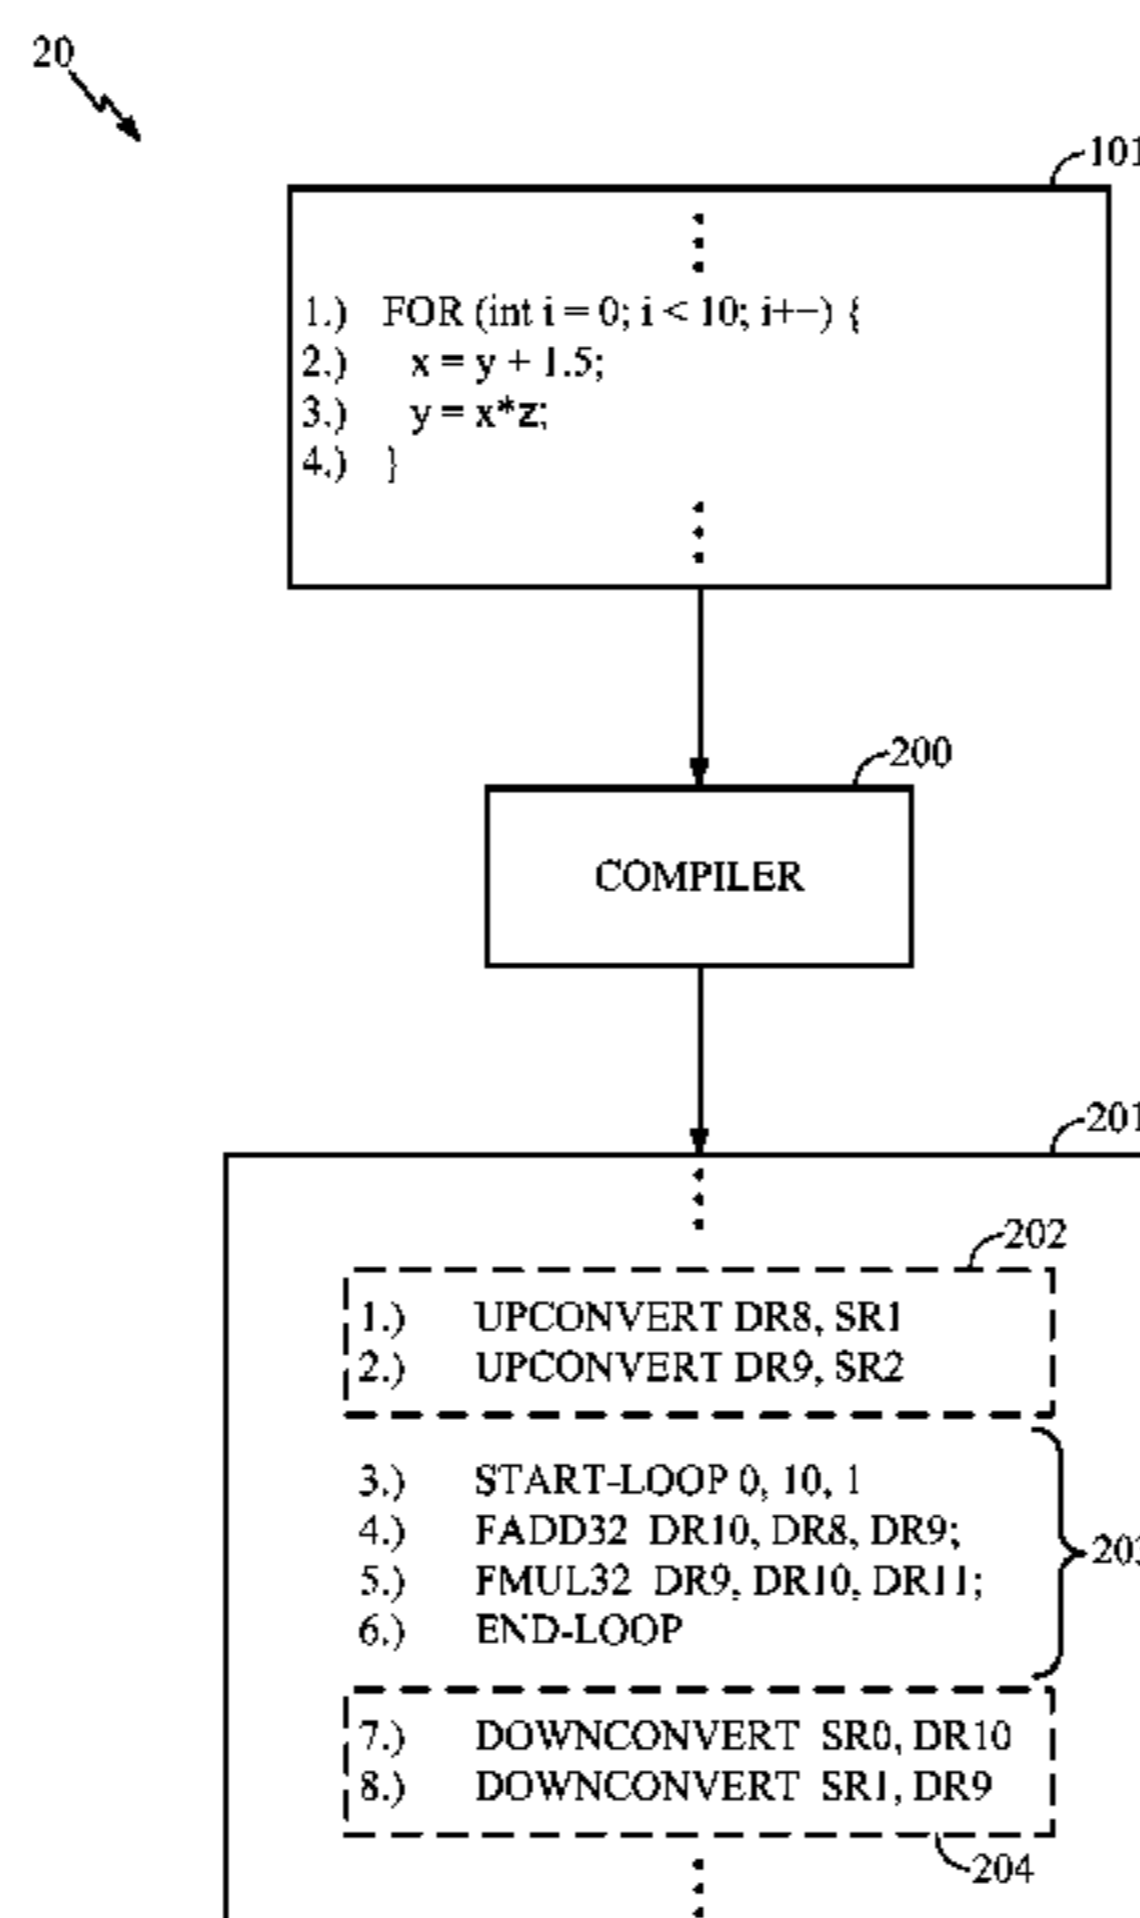 20
101
1.) FOR (int i = 0; i < 10; i+−) {
2.) x = y + 1.5;
3.) y = x*z;
4.) }
200
COMPILER
201
202
1.) UPCONVERT DR8, SR1
2.) UPCONVERT DR9, SR2
3.) START-LOOP 0, 10, 1
4.) FADD32 DR10, DR8, DR9;
5.) FMUL32 DR9, DR10, DR11;
6.) END-LOOP
203
7.) DOWNCONVERT SR0, DR10
8.) DOWNCONVERT SR1, DR9
204